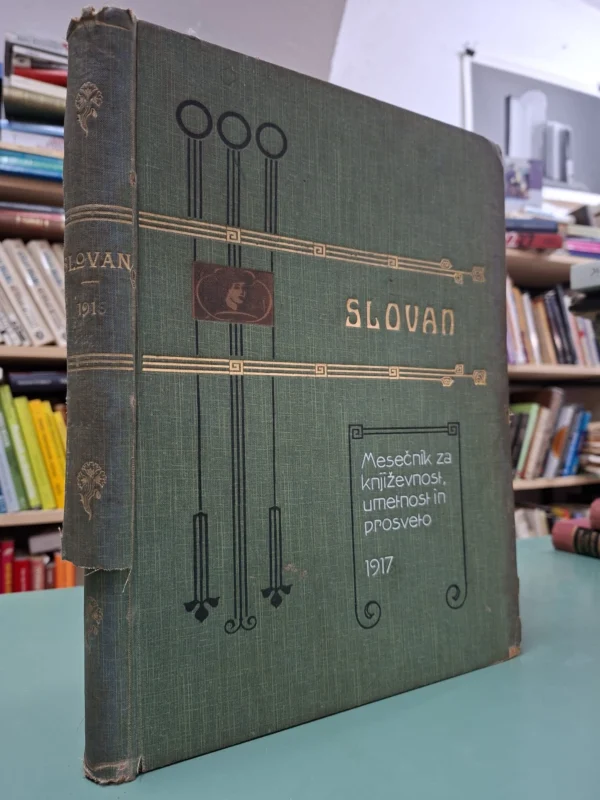 SLOVAN
SLOVAN
Mesečnik za
književnost,
umetnost in
prosveto
1917